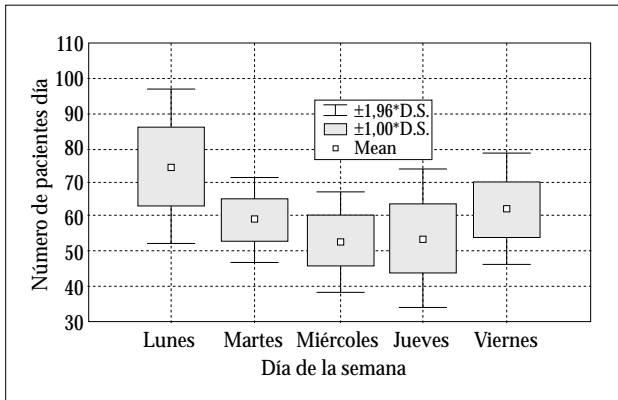 110
100
90
80
70
60
50
40
30
Número de pacientes día
±1,96*D.S.
±1,00*D.S.
Mean
Lunes Martes Miércoles Jueves Viernes
Día de la semana